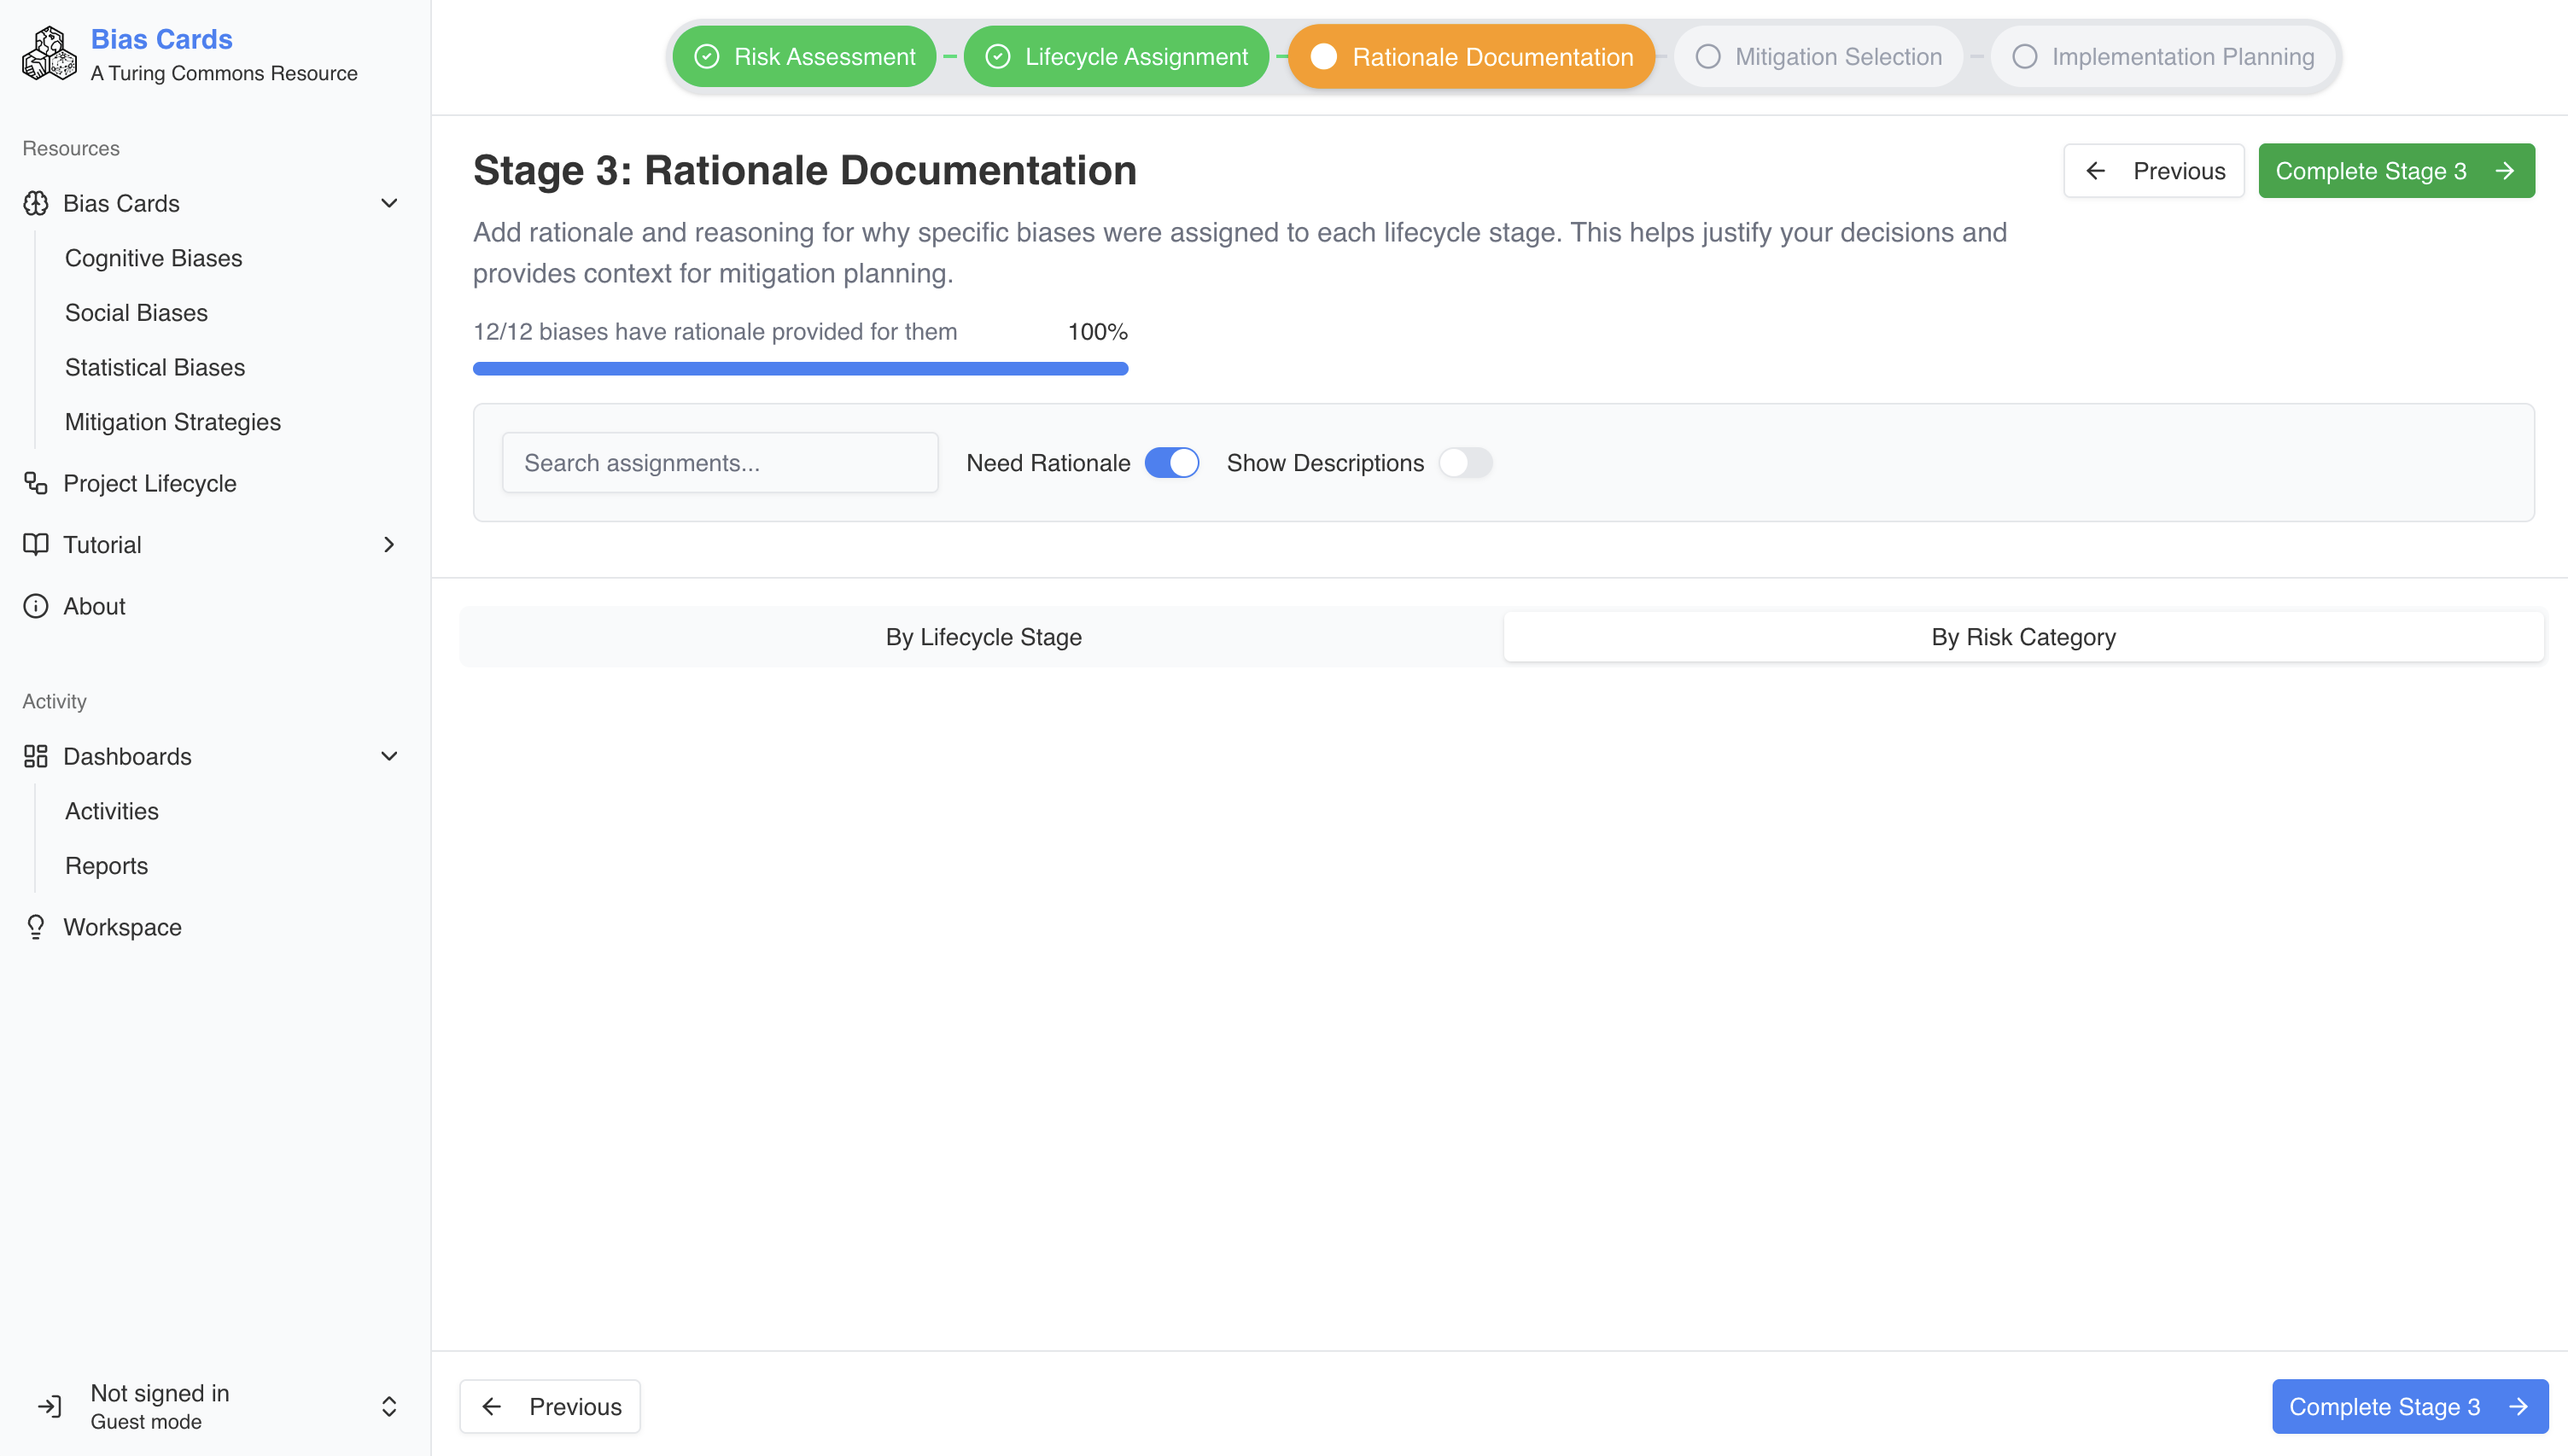 Bias Cards
A Turing Commons Resource
Resources
Bias Cards
Cognitive Biases
Social Biases
Statistical Biases
Mitigation Strategies
Project Lifecycle
Tutorial
About
Activity
Dashboards
Activities
Reports
Workspace
Not signed in
Guest mode
Risk Assessment
Lifecycle Assignment
Rationale Documentation
Mitigation Selection
Implementation Planning
Stage 3: Rationale Documentation
Previous
Complete Stage 3
Add rationale and reasoning for why specific biases were assigned to each lifecycle stage. This helps justify your decisions and
provides context for mitigation planning.
12/12 biases have rationale provided for them 100%
Search assignments...
Need Rationale
Show Descriptions
By Lifecycle Stage
By Risk Category
Previous
Complete Stage 3